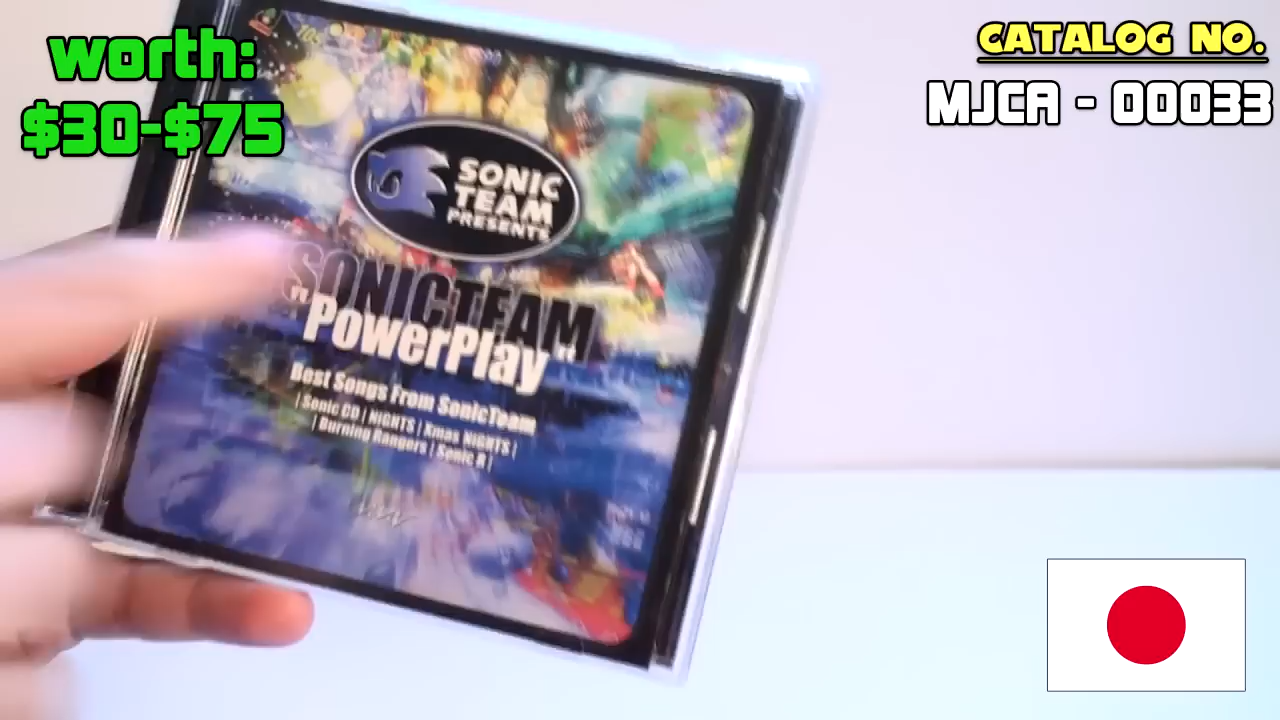 worth:
$30-$75
CATALOG NO.
MJCA - 00033
SONIC
TEAM
PRESENTS
SONICTEAM
"PowerPlay"
Best Songs From SonicTeam
| Sonic CD | NiGHTS | Xmas NiGHTS |
| Burning Rangers | Sonic R |